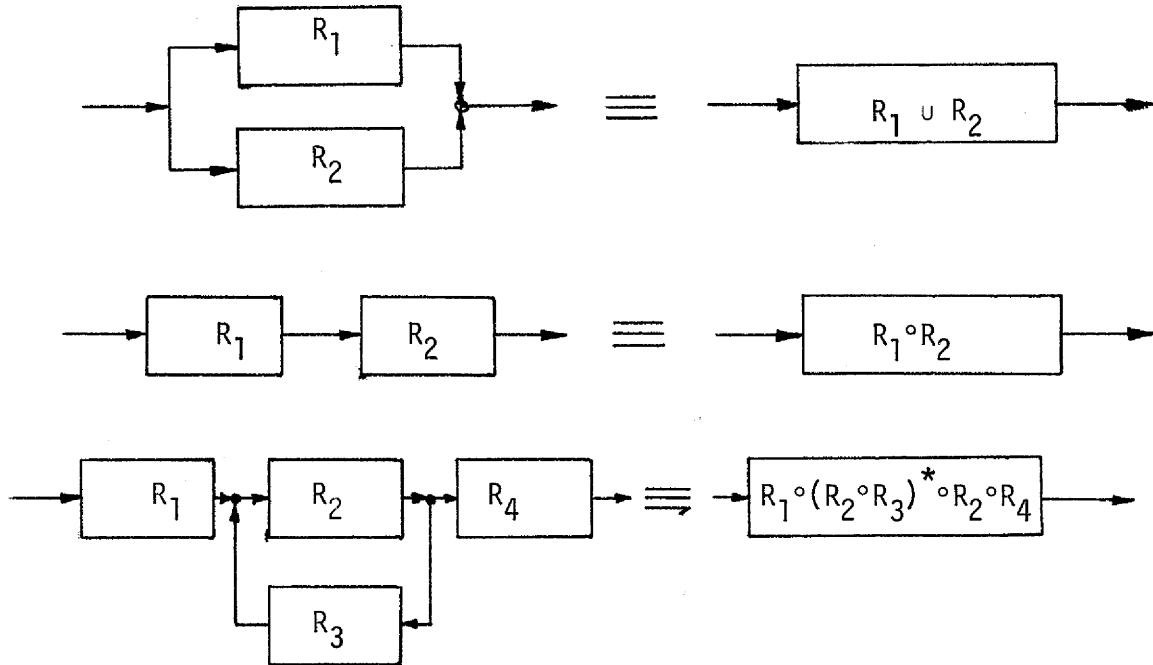 R₁
R₂
≡
R₁ ∪ R₂
R₁
R₂
≡
R₁∘R₂
R₁
R₂
R₄
≡
R₁∘(R₂∘R₃)*∘R₂∘R₄
R₃